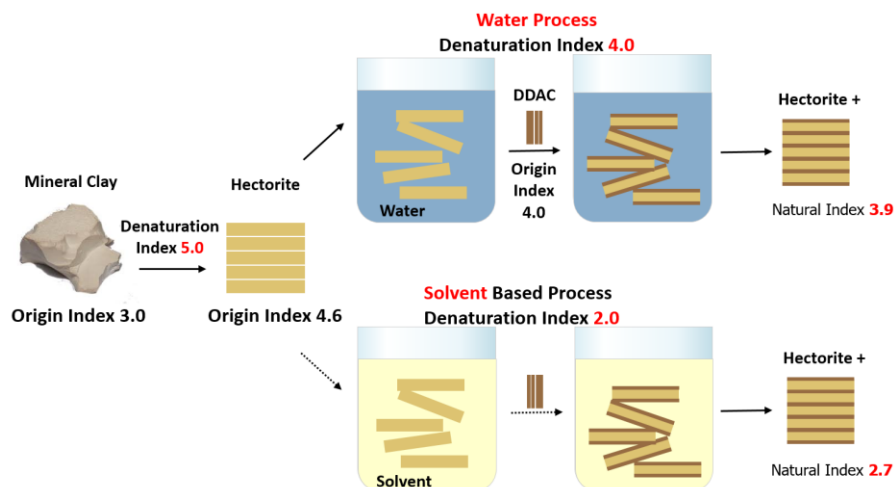 Water Process
Denaturation Index 4.0
DDAC
Hectorite +
Mineral Clay
Hectorite
Origin
Index
4.0
Water
Denaturation
Index 5.0
Natural Index 3.9
Origin Index 3.0
Origin Index 4.6
Solvent Based Process
Denaturation Index 2.0
Hectorite +
Solvent
Natural Index 2.7